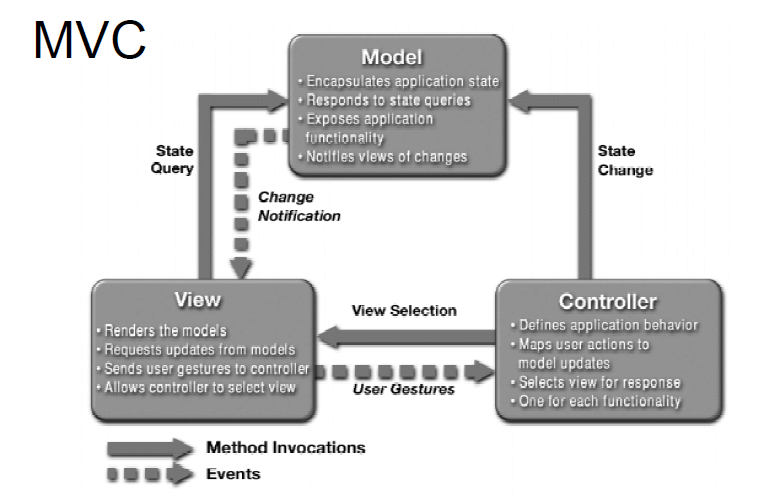 MVC
Model
• Encapsulates application state
• Responds to state queries
• Exposes application
functionality
• Notifies views of changes
State
Query
State
Change
Change
Notification
View
• Renders the models
• Requests updates from models
• Sends user gestures to controller
• Allows controller to select view
View Selection
User Gestures
Controller
• Defines application behavior
• Maps user actions to
model updates
• Selects view for response
• One for each functionality
Method Invocations
Events